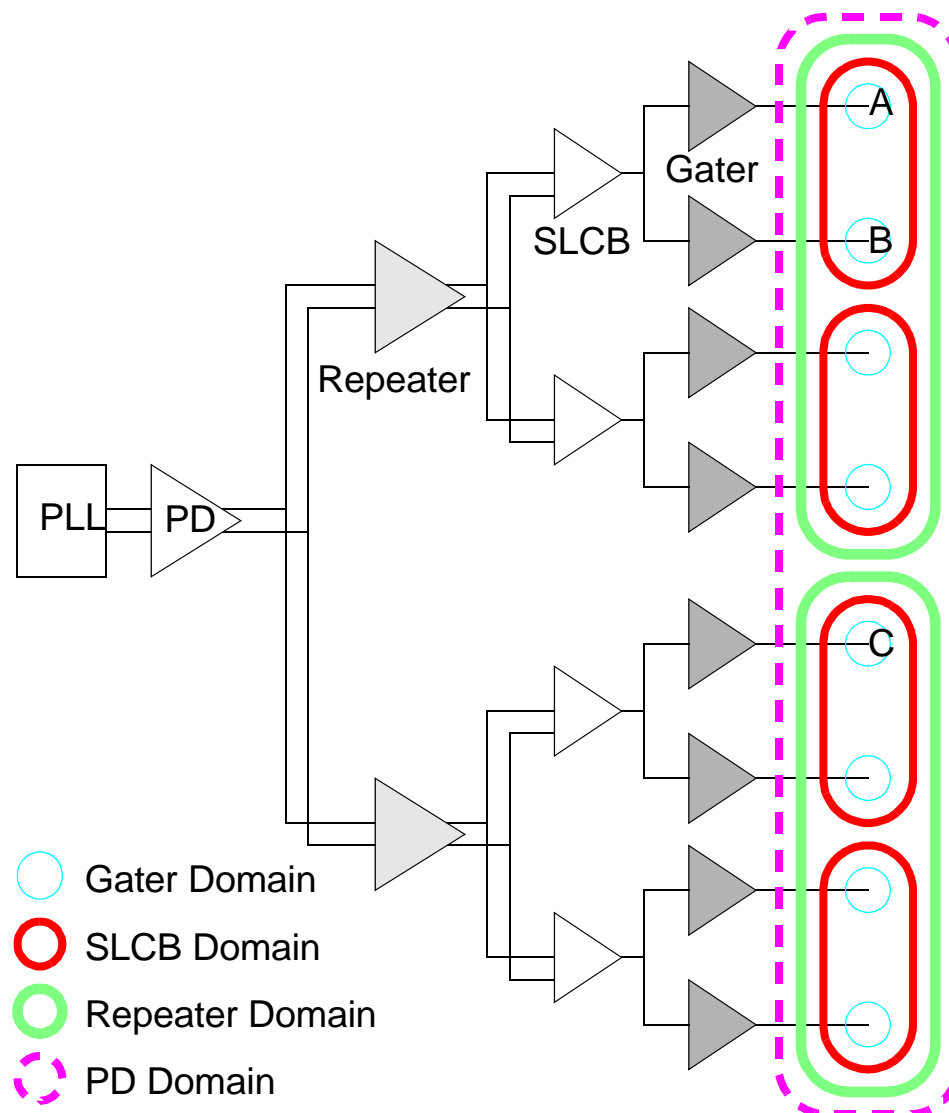 A
Gater
B
SLCB
Repeater
PLL
PD
C
Gater Domain
SLCB Domain
Repeater Domain
PD Domain